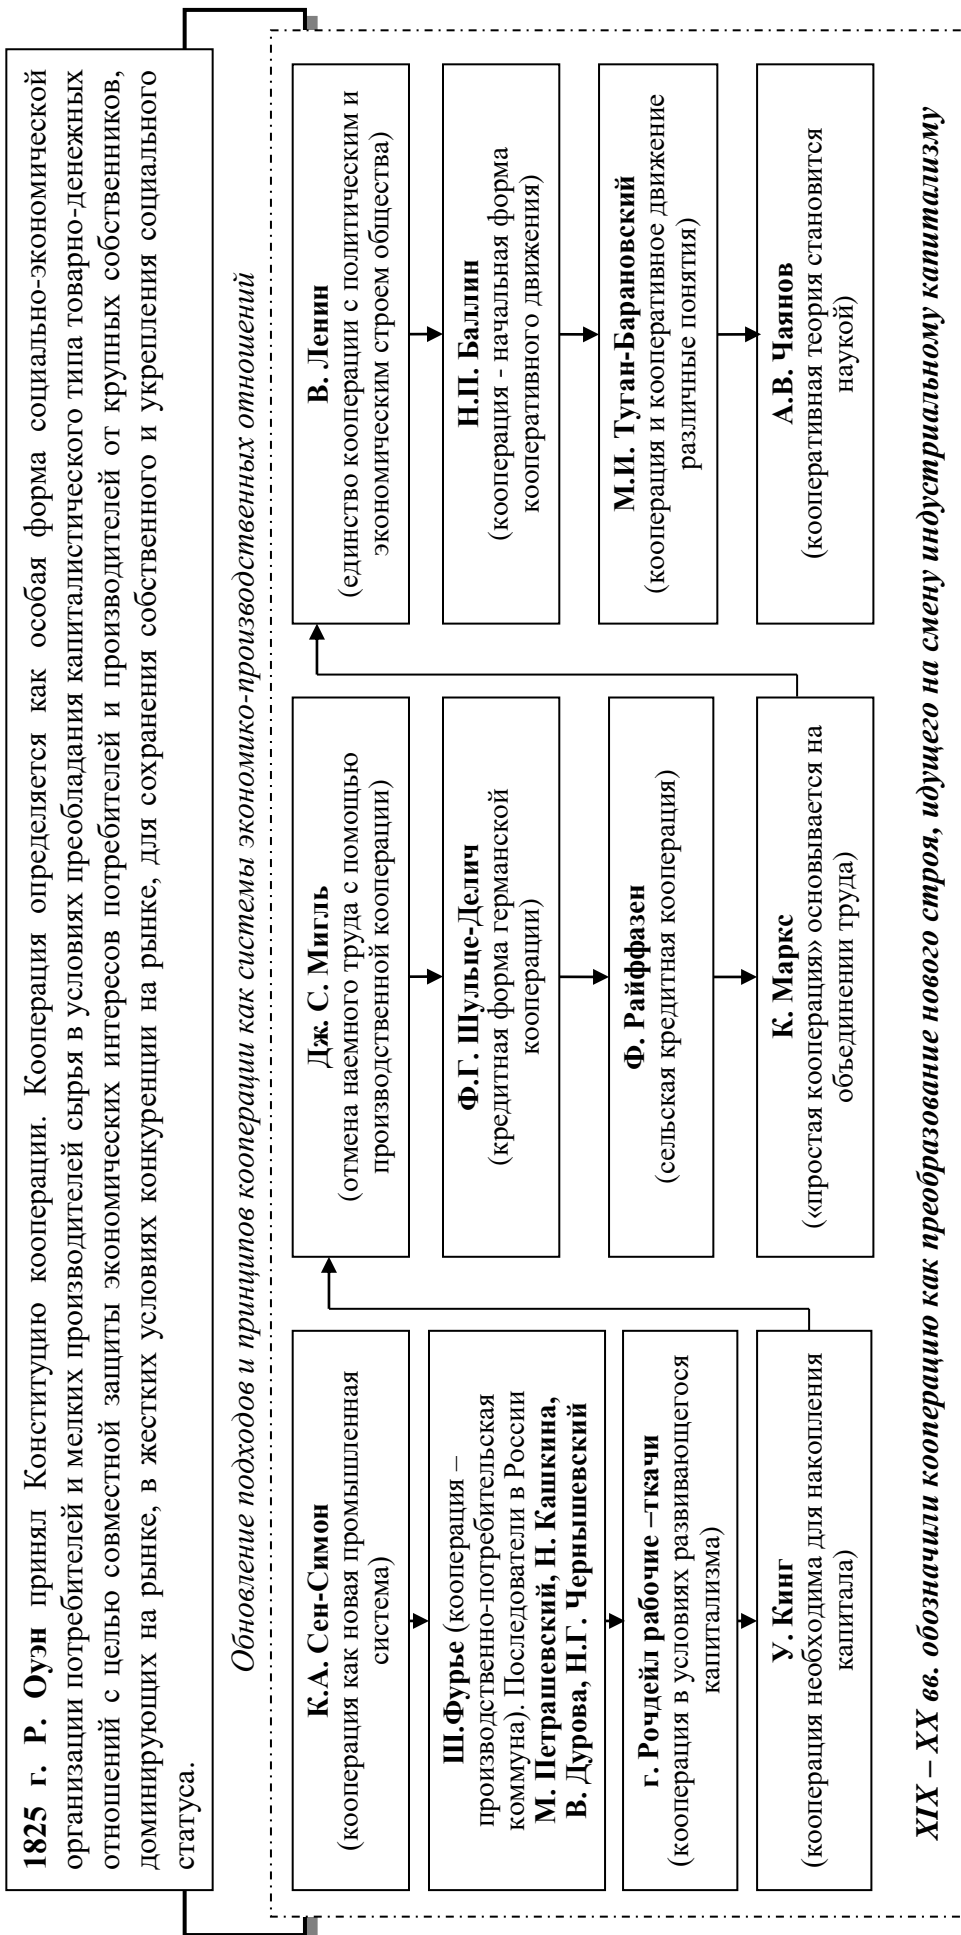 1825 г. Р. Оуэн принял Конституцию кооперации. Кооперация определяется как особая форма социально-экономической
организации потребителей и мелких производителей сырья в условиях преобладания капиталистического типа товарно-денежных
отношений с целью совместной защиты экономических интересов потребителей и производителей от крупных собственников,
доминирующих на рынке, в жестких условиях конкуренции на рынке, для сохранения собственного и укрепления социального
статуса.
Обновление подходов и принципов кооперации как системы экономико-производственных отношений
К.А. Сен-Симон
(кооперация как новая промышленная
система)
Ш.Фурье (кооперация –
производственно-потребительская
коммуна). Последователи в России
М. Петрашевский, Н. Кашкина,
В. Дурова, Н.Г. Чернышевский
г. Рочдейл рабочие –ткачи
(кооперация в условиях развивающегося
капитализма)
У. Кинг
(кооперация необходима для накопления
капитала)
Дж. С. Мигль
(отмена наемного труда с помощью
производственной кооперации)
Ф.Г. Шульце-Делич
(кредитная форма германской
кооперации)
Ф. Райффазен
(сельская кредитная кооперация)
К. Маркс
(«простая кооперация» основывается на
объединении труда)
В. Ленин
(единство кооперации с политическим и
экономическим строем общества)
Н.П. Баллин
(кооперация - начальная форма
кооперативного движения)
М.И. Туган-Барановский
(кооперация и кооперативное движение
различные понятия)
А.В. Чаянов
(кооперативная теория становится
наукой)
XIX – XX вв. обозначили кооперацию как преобразование нового строя, идущего на смену индустриальному капитализму